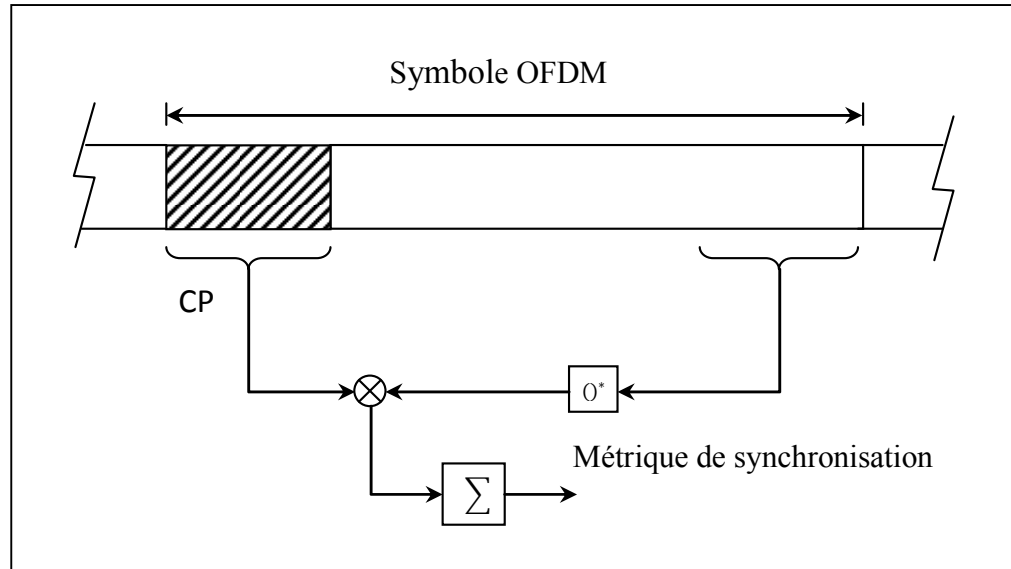 Symbole OFDM
CP
()*
Métrique de synchronisation
∑